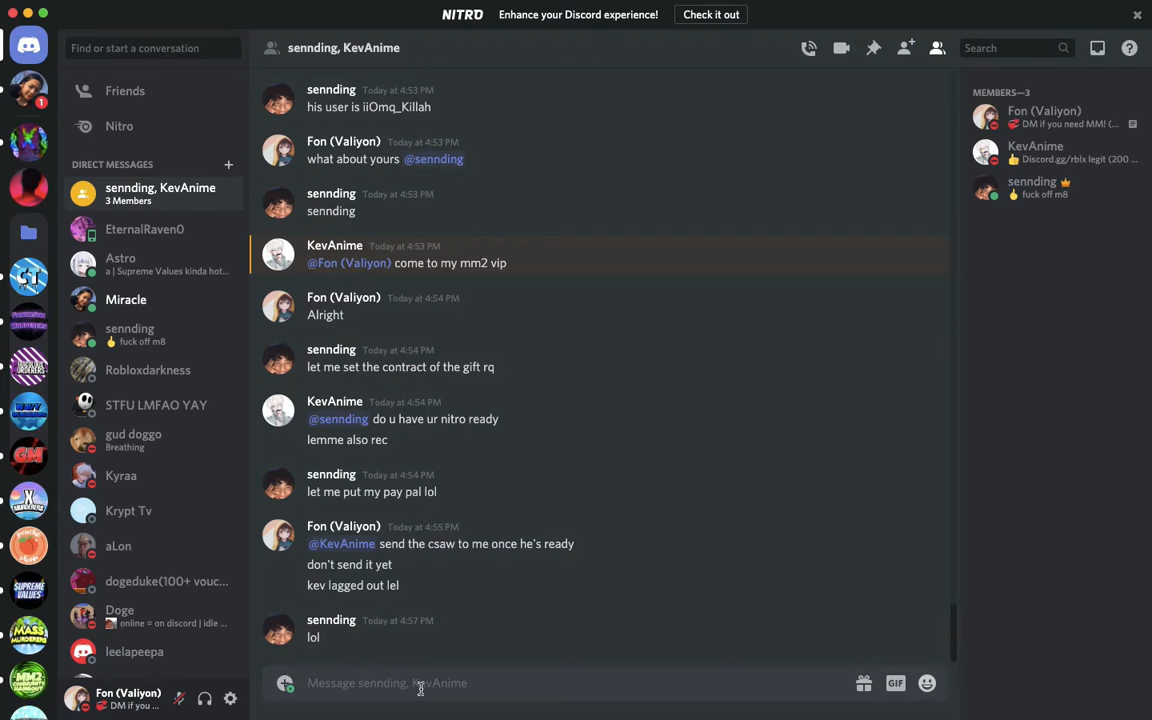 NITRO Enhance your Discord experience! Check it out
Find or start a conversation
Friends
Nitro
DIRECT MESSAGES
sennding, KevAnime
3 Members
EternalRaven0
Astro
a | Supreme Values kinda hot...
Miracle
sennding
fuck off m8
Robloxdarkness
STFU LMFAO YAY
gud doggo
Breathing
Kyraa
Krypt Tv
aLon
dogeduke(100+ vouc...
Doge
online = on discord | idle ...
leelapeepa
Fon (Valiyon)
DM if you ...
1
CT
GM
SUPREME VALUES
MASS MURDERERS
sennding, KevAnime
Search
sennding Today at 4:53 PM
his user is iiOmq_Killah
Fon (Valiyon) Today at 4:53 PM
what about yours @sennding
sennding Today at 4:53 PM
sennding
KevAnime Today at 4:53 PM
@Fon (Valiyon) come to my mm2 vip
Fon (Valiyon) Today at 4:54 PM
Alright
sennding Today at 4:54 PM
let me set the contract of the gift rq
KevAnime Today at 4:54 PM
@sennding do u have ur nitro ready
lemme also rec
sennding Today at 4:54 PM
let me put my pay pal lol
Fon (Valiyon) Today at 4:55 PM
@KevAnime send the csaw to me once he's ready
don't send it yet
kev lagged out lel
sennding Today at 4:57 PM
lol
Message sennding, KevAnime
GIF
MEMBERS—3
Fon (Valiyon)
DM if you need MM! (...
KevAnime
Discord.gg/rblx legit (200 ...
sennding
fuck off m8